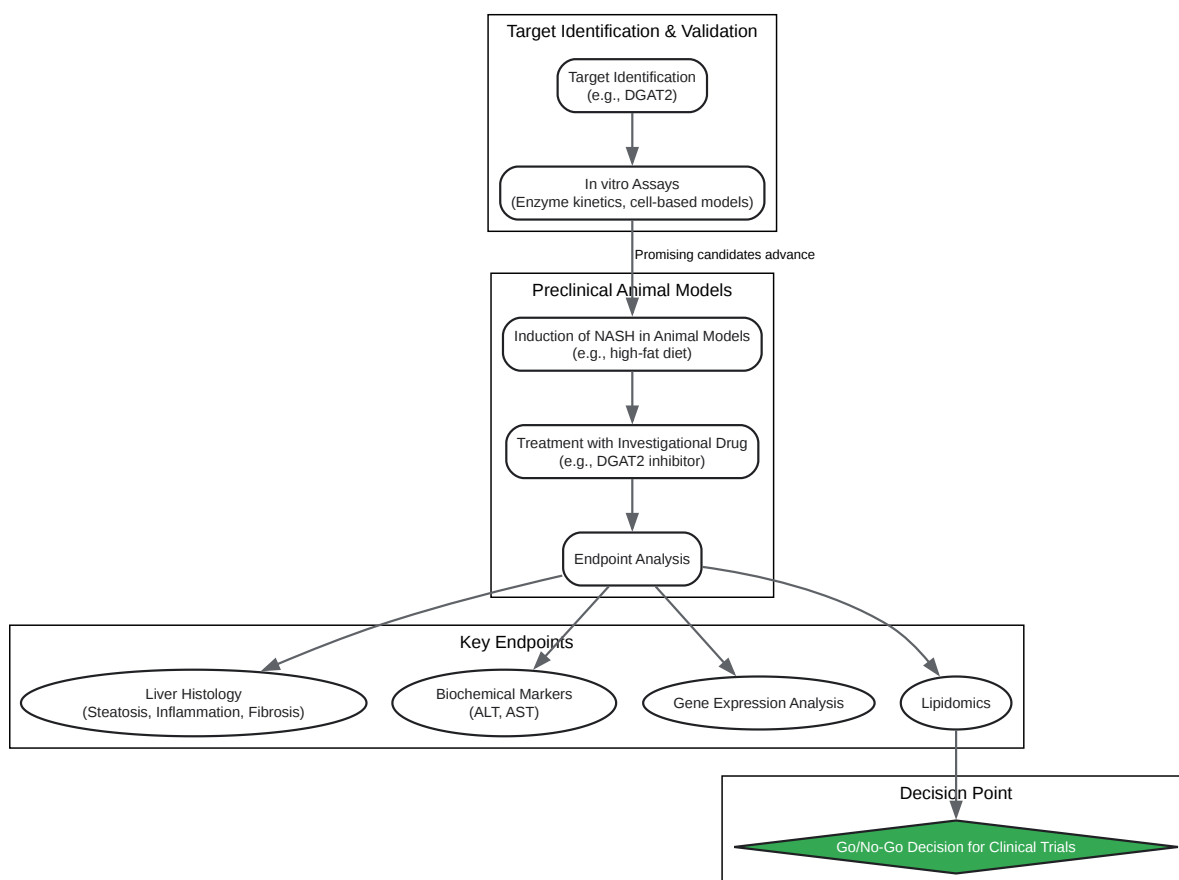 Target Identification & Validation
Target Identification
(e.g., DGAT2)
In vitro Assays
(Enzyme kinetics, cell-based models)
Promising candidates advance
Preclinical Animal Models
Induction of NASH in Animal Models
(e.g., high-fat diet)
Treatment with Investigational Drug
(e.g., DGAT2 inhibitor)
Endpoint Analysis
Key Endpoints
Liver Histology
(Steatosis, Inflammation, Fibrosis)
Biochemical Markers
(ALT, AST)
Gene Expression Analysis
Lipidomics
Decision Point
Go/No-Go Decision for Clinical Trials